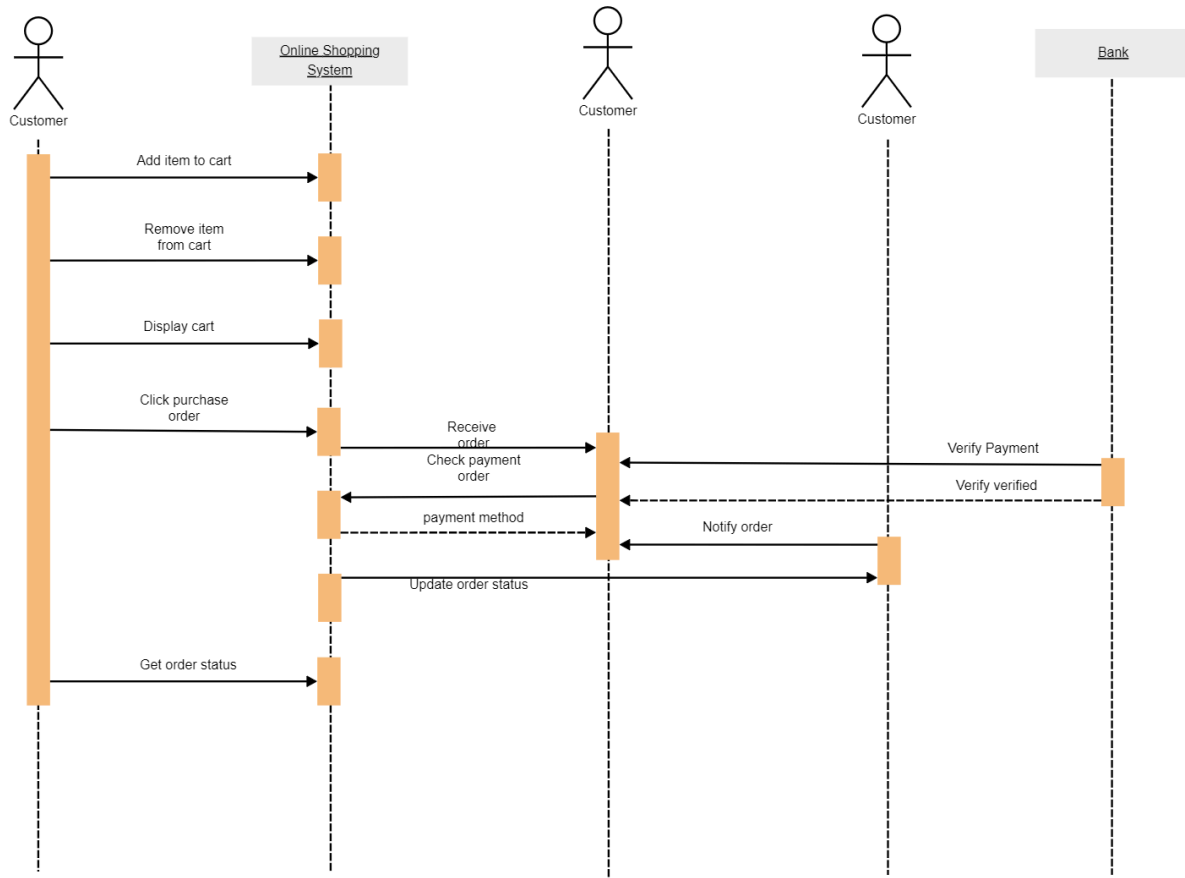 Online Shopping
System
Bank
Customer
Customer
Customer
Add item to cart
Remove item
from cart
Display cart
Click purchase
order
Receive
order
Check payment
order
Verify Payment
Verify verified
payment method
Notify order
Update order status
Get order status